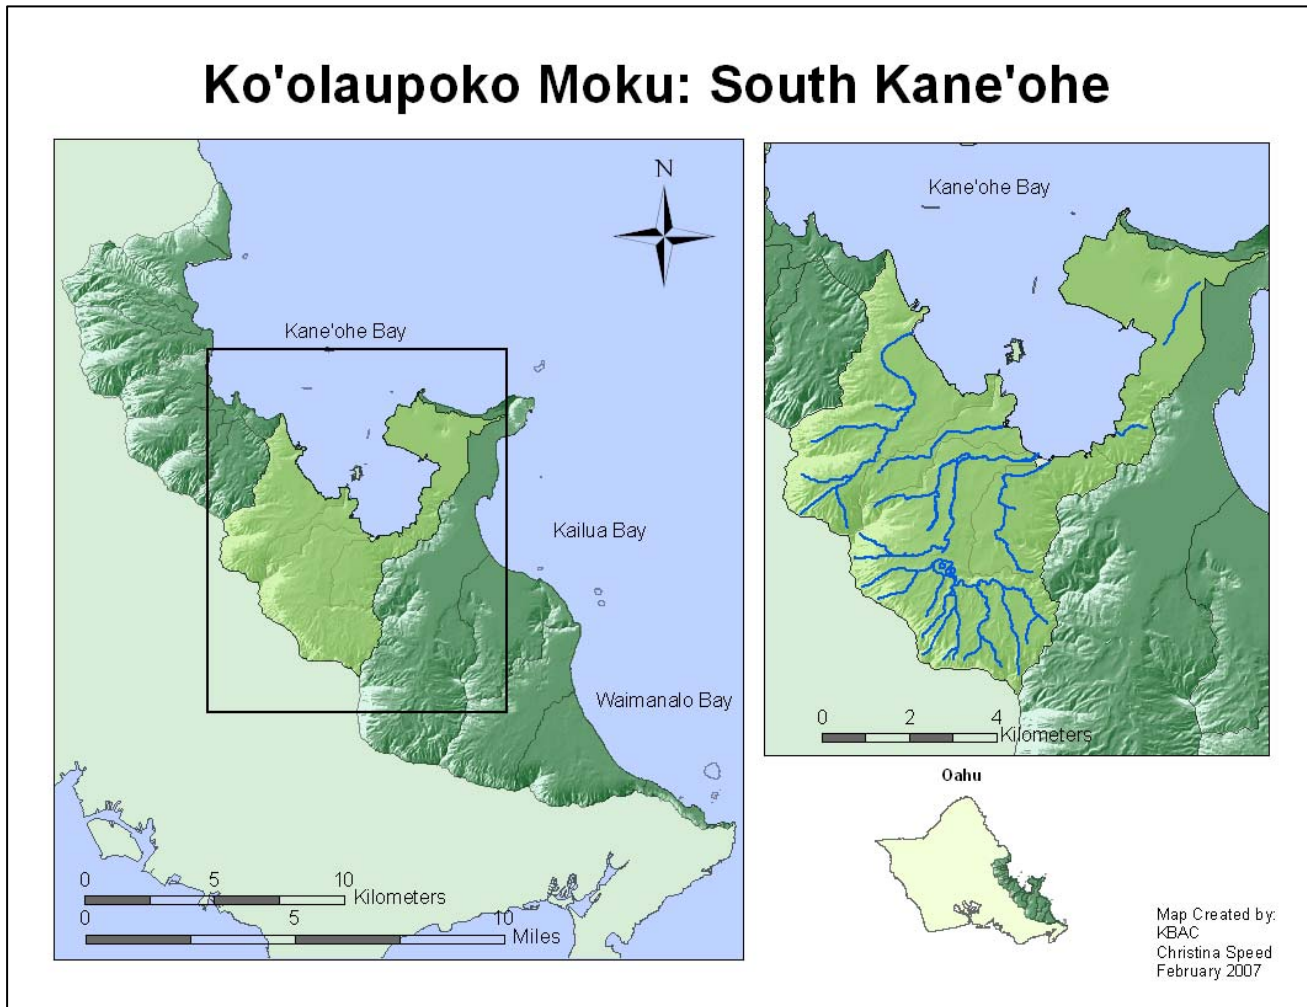 Ko'olaupoko Moku: South Kane'ohe
N
Kane'ohe Bay
Kailua Bay
Waimanalo Bay
0 5 10
Kilometers
0 5 10
Miles
Kane'ohe Bay
0 2 4
Kilometers
Oahu
Map Created by:
KBAC
Christina Speed
February 2007